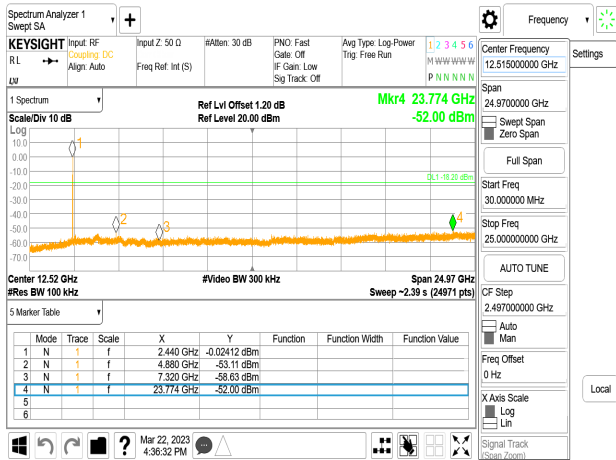 Spectrum Analyzer 1
Swept SA
Frequency
KEYSIGHT
RL
Input: RF
Coupling: DC
Align: Auto
Input Z: 50 Ω
Freq Ref: Int (S)
#Atten: 30 dB
PNO: Fast
Gate: Off
IF Gain: Low
Sig Track: Off
Avg Type: Log-Power
Trig: Free Run
1 2 3 4 5 6
M W W W W W
P N N N N N
1 Spectrum
Scale/Div 10 dB
Ref Lvl Offset 1.20 dB
Ref Level 20.00 dBm
Mkr4 23.774 GHz
-52.00 dBm
Log
10.0
0.00
-10.0
-20.0
-30.0
-40.0
-50.0
-60.0
-70.0
1
2
3
4
DL1 -18.20 dBm
Center 12.52 GHz
#Res BW 100 kHz
#Video BW 300 kHz
Span 24.97 GHz
Sweep ~2.39 s (24971 pts)
5 Marker Table
Mode Trace Scale X Y Function Function Width Function Value
1 N 1 f 2.440 GHz -0.02412 dBm
2 N 1 f 4.880 GHz -53.11 dBm
3 N 1 f 7.320 GHz -58.63 dBm
4 N 1 f 23.774 GHz -52.00 dBm
5
6
Mar 22, 2023
4:36:32 PM
?
Center Frequency
12.515000000 GHz
Span
24.9700000 GHz
Swept Span
Zero Span
Full Span
Start Freq
30.000000 MHz
Stop Freq
25.000000000 GHz
AUTO TUNE
CF Step
2.497000000 GHz
Auto
Man
Freq Offset
0 Hz
X Axis Scale
Log
Lin
Signal Track
(Span Zoom)
Settings
Local